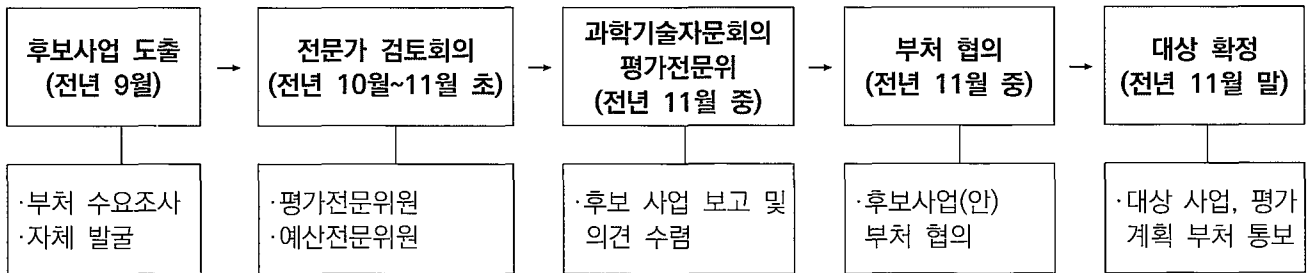 후보사업 도출
(전년 9월)
→
전문가 검토회의
(전년 10월~11월 초)
→
과학기술자문회의
평가전문위
(전년 11월 중)
→
부처 협의
(전년 11월 중)
→
대상 확정
(전년 11월 말)
·부처 수요조사
·자체 발굴
·평가전문위원
·예산전문위원
·후보 사업 보고 및
의견 수렴
·후보사업(안)
부처 협의
·대상 사업, 평가
계획 부처 통보